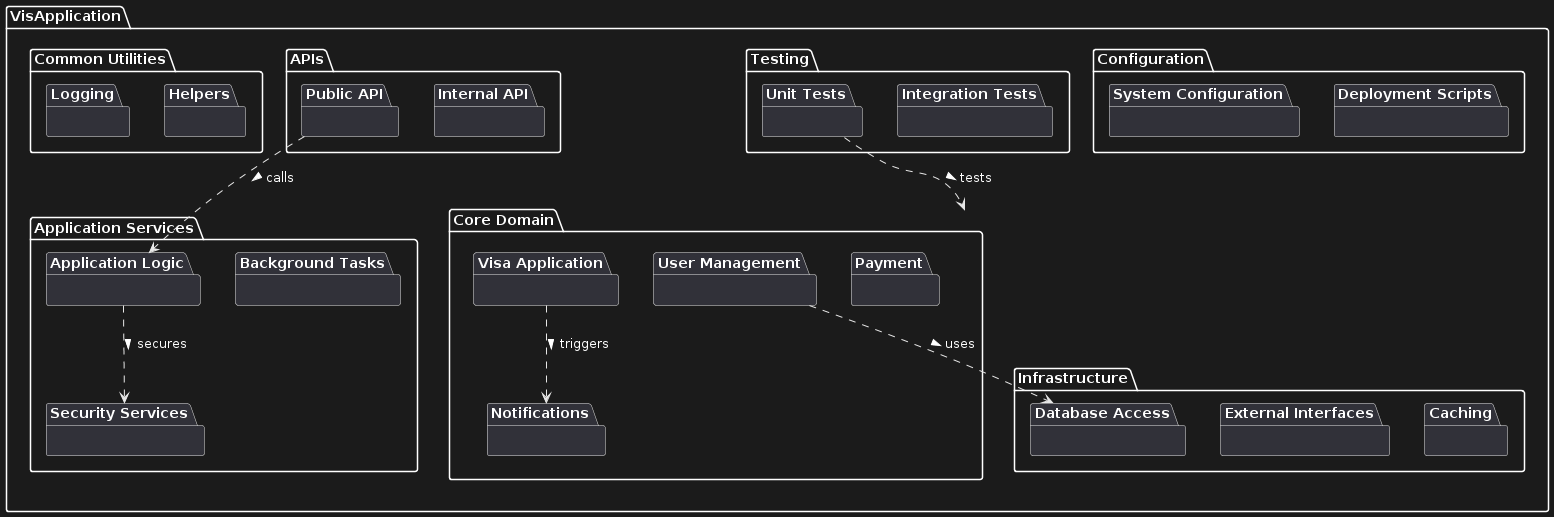 VisApplication
Common Utilities
Logging
Helpers
APIs
Public API
Internal API
Testing
Unit Tests
Integration Tests
Configuration
System Configuration
Deployment Scripts
calls
tests
Application Services
Application Logic
Background Tasks
secures
Security Services
Core Domain
Visa Application
User Management
Payment
triggers
uses
Notifications
Infrastructure
Database Access
External Interfaces
Caching